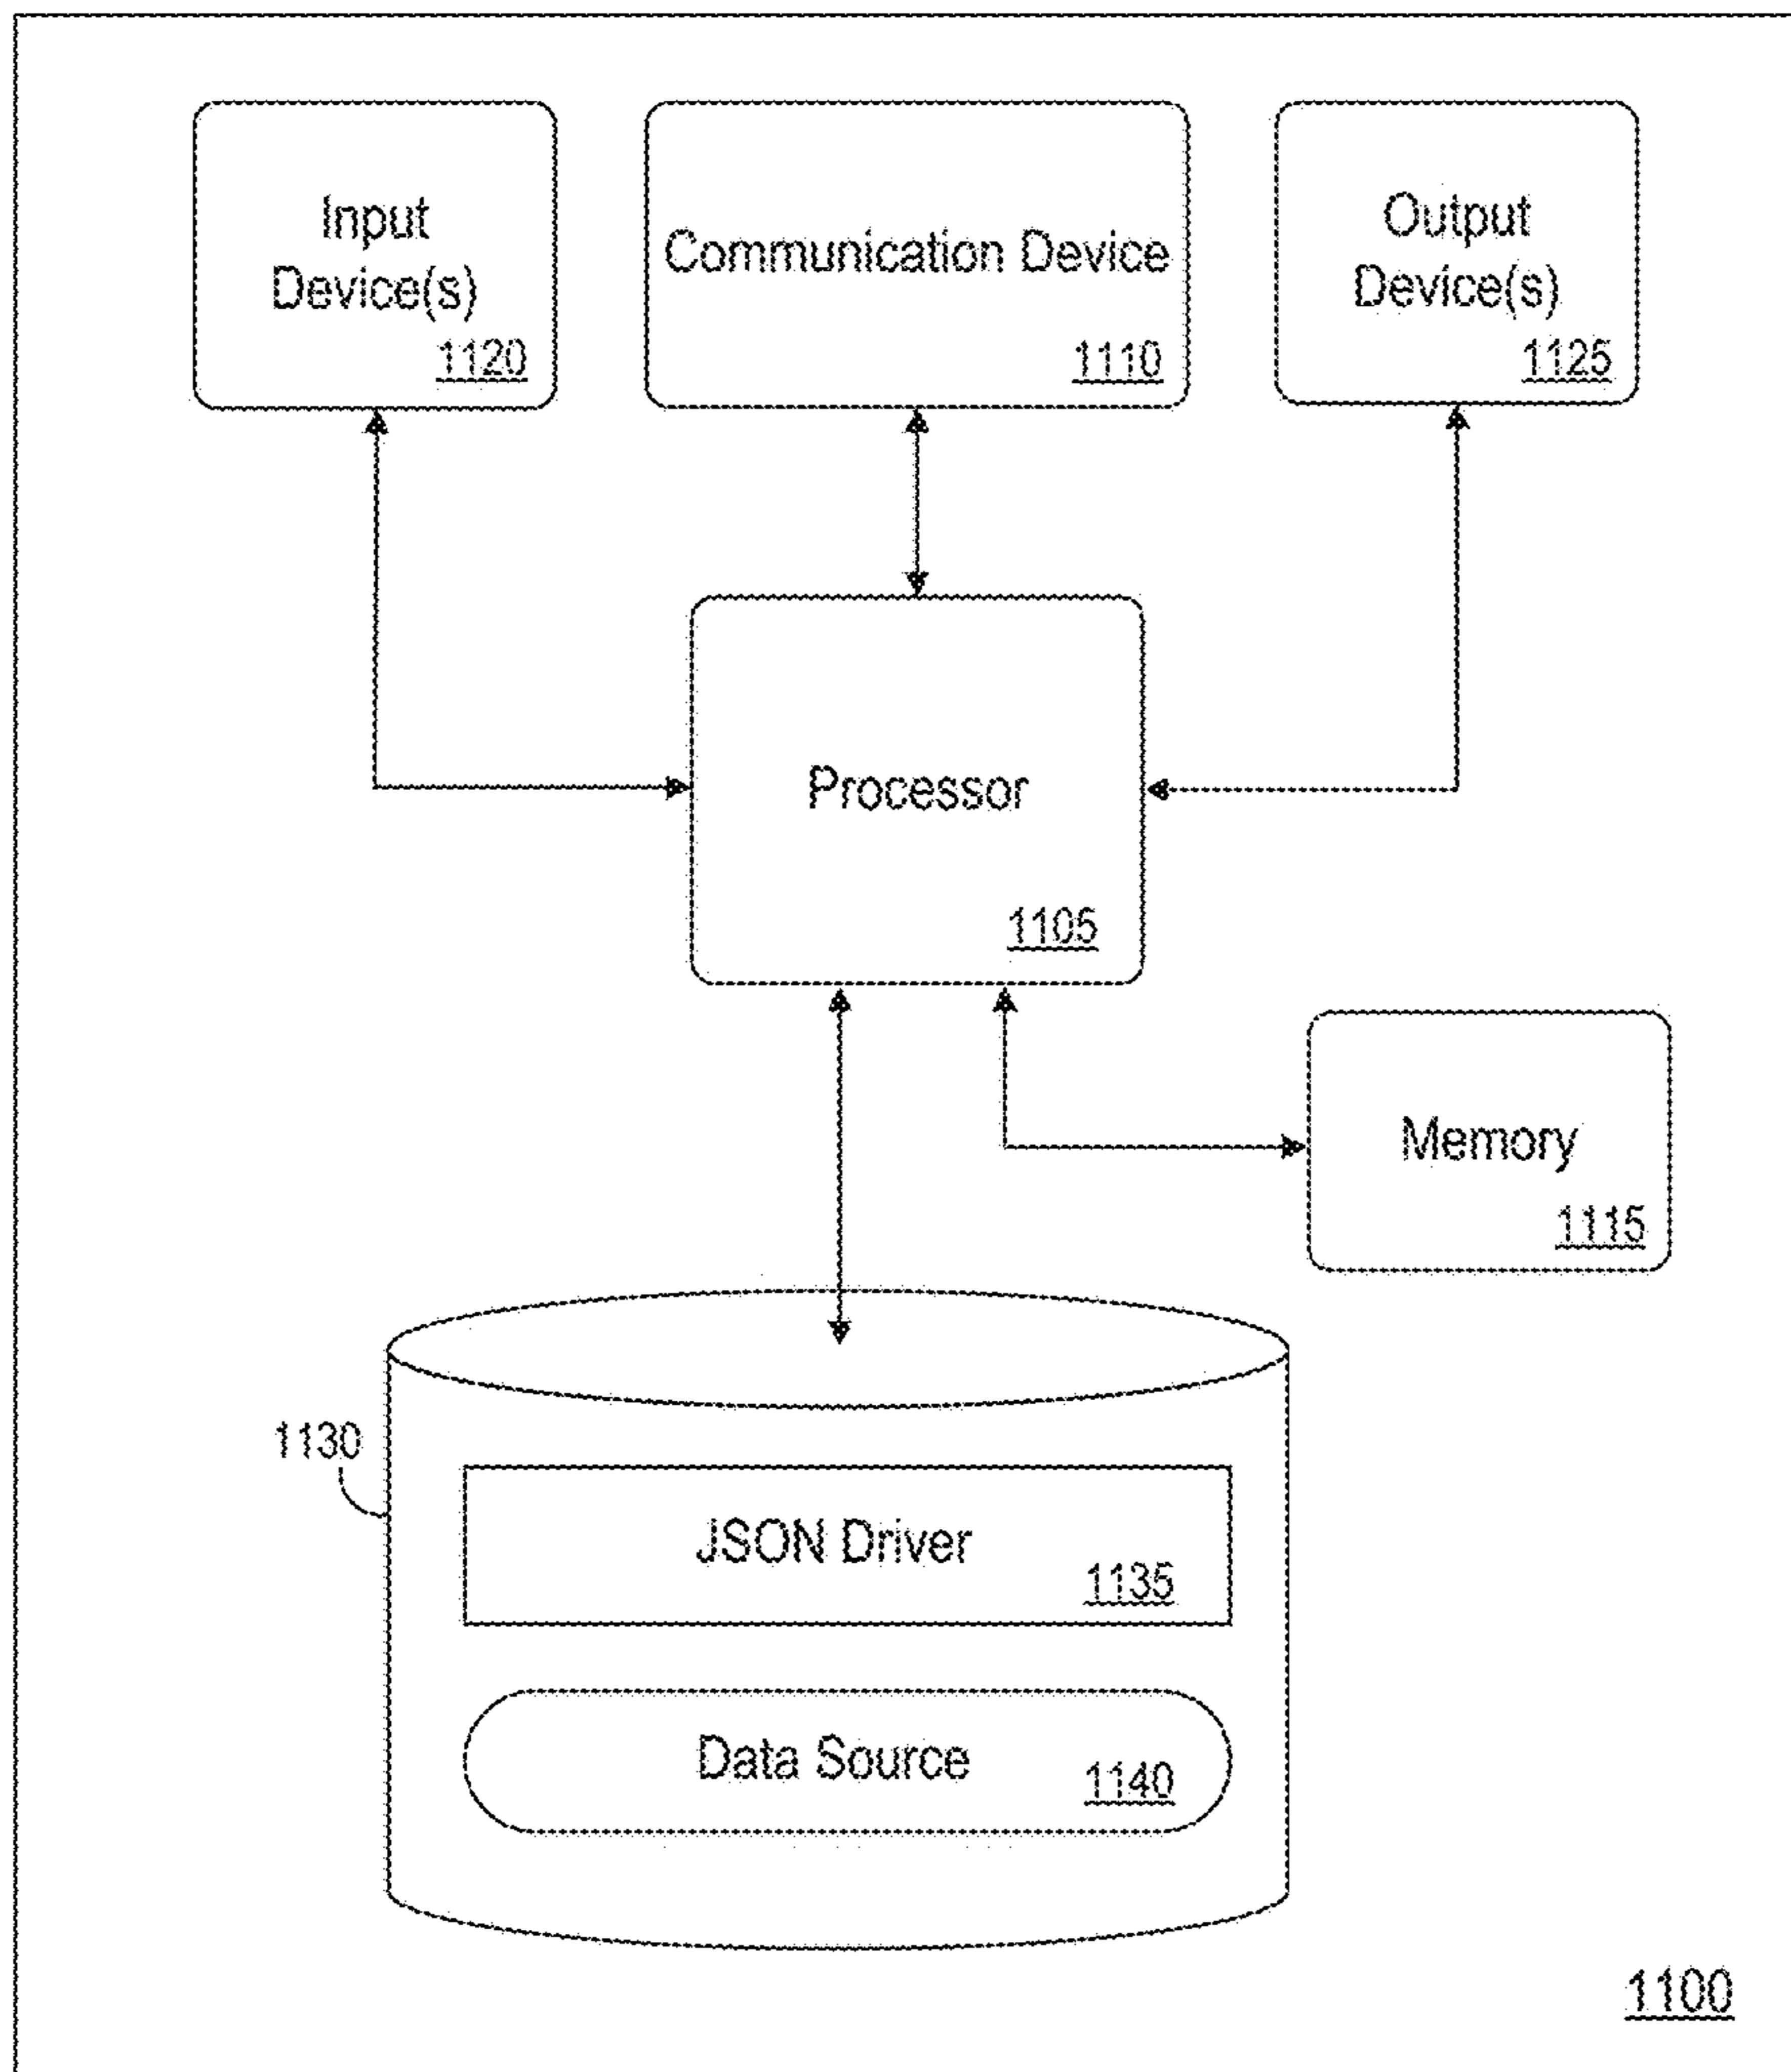 Input
Device(s)
1120
Communication Device
1110
Output
Device(s)
1125
Processor
1105
Memory
1115
1130
JSON Driver
1135
Data Source
1140
1100